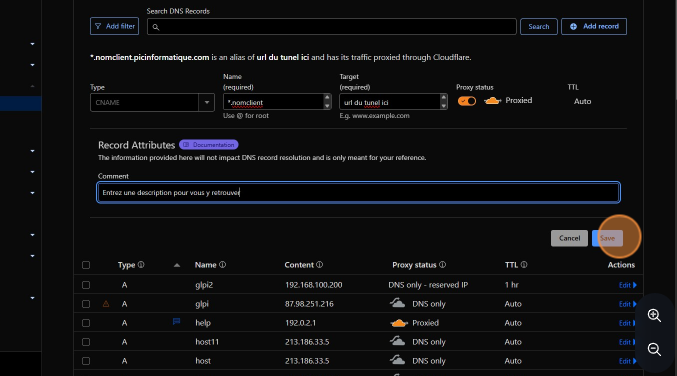 Search DNS Records
Add filter
Search
Add record
*.nomclient.picinformatique.com is an alias of url du tunel ici and has its traffic proxied through Cloudflare.
Type
Name
(required)
Target
(required)
Proxy status
TTL
CNAME
*.nomclient
url du tunel ici
Proxied
Auto
Use @ for root
E.g. www.example.com
Record Attributes
Documentation
The information provided here will not impact DNS record resolution and is only meant for your reference.
Comment
Entrez une description pour vous y retrouver
Cancel
Save
Type Name Content Proxy status TTL Actions
A glpi2 192.168.100.200 DNS only - reserved IP 1 hr Edit
A glpi 87.98.251.216 DNS only Auto Edit
A help 192.0.2.1 Proxied Auto Edit
A host11 213.186.33.5 DNS only Auto Edit
A host 213.186.33.5 DNS only Auto Edit